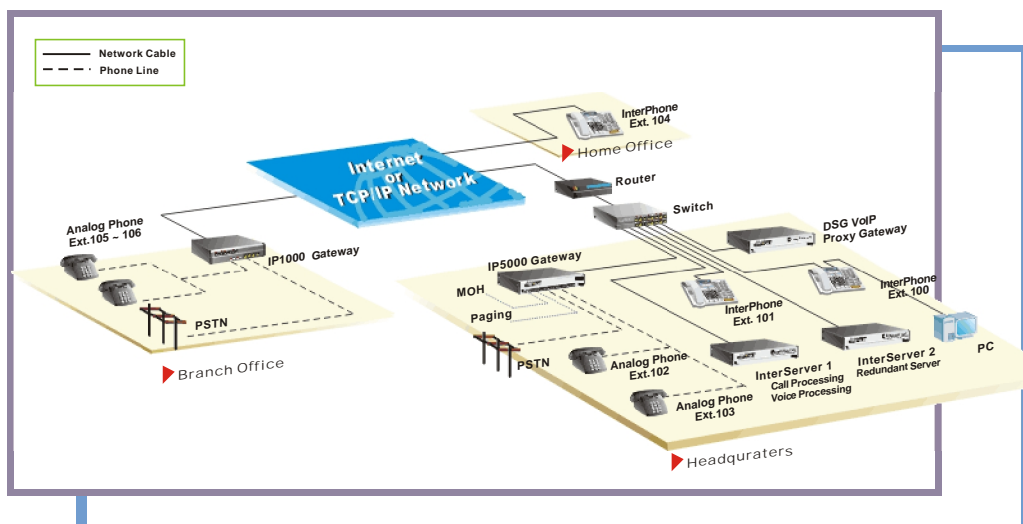 Network Cable
Phone Line
InterPhone
Ext. 104
Home Office
Internet
or
TCP/IP Network
Router
Switch
Analog Phone
Ext.105 ~ 106
IP1000 Gateway
PSTN
Branch Office
DSG VoIP
Proxy Gateway
IP5000 Gateway
MOH
Paging
InterPhone
Ext. 100
InterPhone
Ext. 101
PSTN
Analog Phone
Ext.102
Analog Phone
Ext.103
InterServer 1
Call Processing
Voice Processing
InterServer 2
Redundant Server
PC
Headquraters